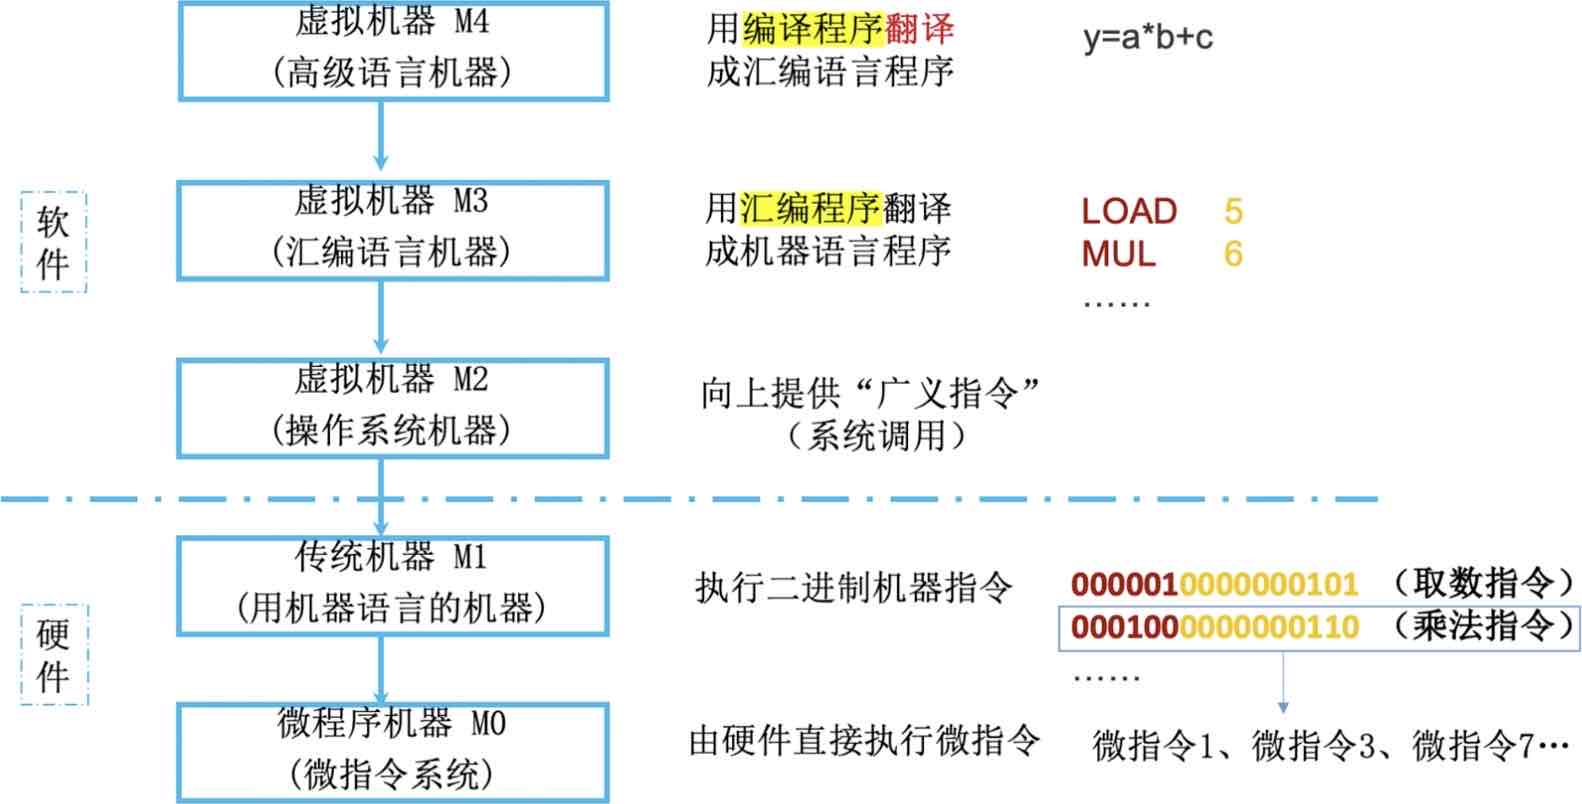 虚拟机器 M4
(高级语言机器)
用编译程序翻译
成汇编语言程序
y=a*b+c
软
件
虚拟机器 M3
(汇编语言机器)
用汇编程序翻译
成机器语言程序
LOAD 5
MUL 6
……
虚拟机器 M2
(操作系统机器)
向上提供“广义指令”
（系统调用）
硬
件
传统机器 M1
(用机器语言的机器)
执行二进制机器指令
0000010000000101 （取数指令）
0001000000000110 （乘法指令）
……
微程序机器 M0
(微指令系统)
由硬件直接执行微指令
微指令1、微指令3、微指令7…